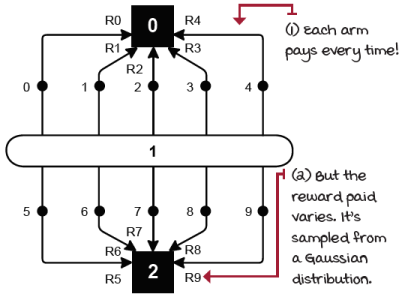 R0
0
R4
R1
R3
R2
(1) Each arm
pays every time!
0
1
2
3
4
1
5
6
7
8
9
(2) But the
reward paid
varies. It's
sampled from
a Gaussian
distribution.
R7
R6
R8
2
R5
R9